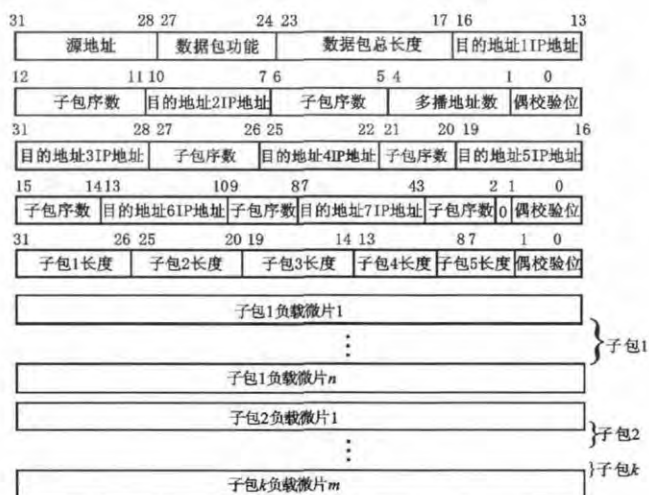 31 28 27 24 23 17 16 13
源地址 数据包功能 数据包总长度 目的地址1IP地址
12 11 10 7 6 5 4 1 0
子包序数 目的地址2IP地址 子包序数 多播地址数 偶校验位
31 28 27 26 25 22 21 20 19 16
目的地址3IP地址 子包序数 目的地址4IP地址 子包序数 目的地址5IP地址
15 14 13 10 9 8 7 4 3 2 1 0
子包序数 目的地址6IP地址 子包序数 目的地址7IP地址 子包序数 0 偶校验位
31 26 25 20 19 14 13 8 7 1 0
子包1长度 子包2长度 子包3长度 子包4长度 子包5长度 偶校验位
子包1负载微片1
⋮
} 子包1
子包1负载微片n
子包2负载微片1
⋮
} 子包2
} 子包k
子包k负载微片m